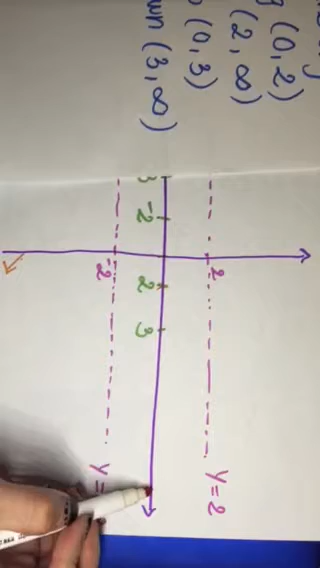 g (0,2)
(2, ∞)
(0,3)
wn (3, ∞)
2
y = 2
-2
2
3
-2
y =